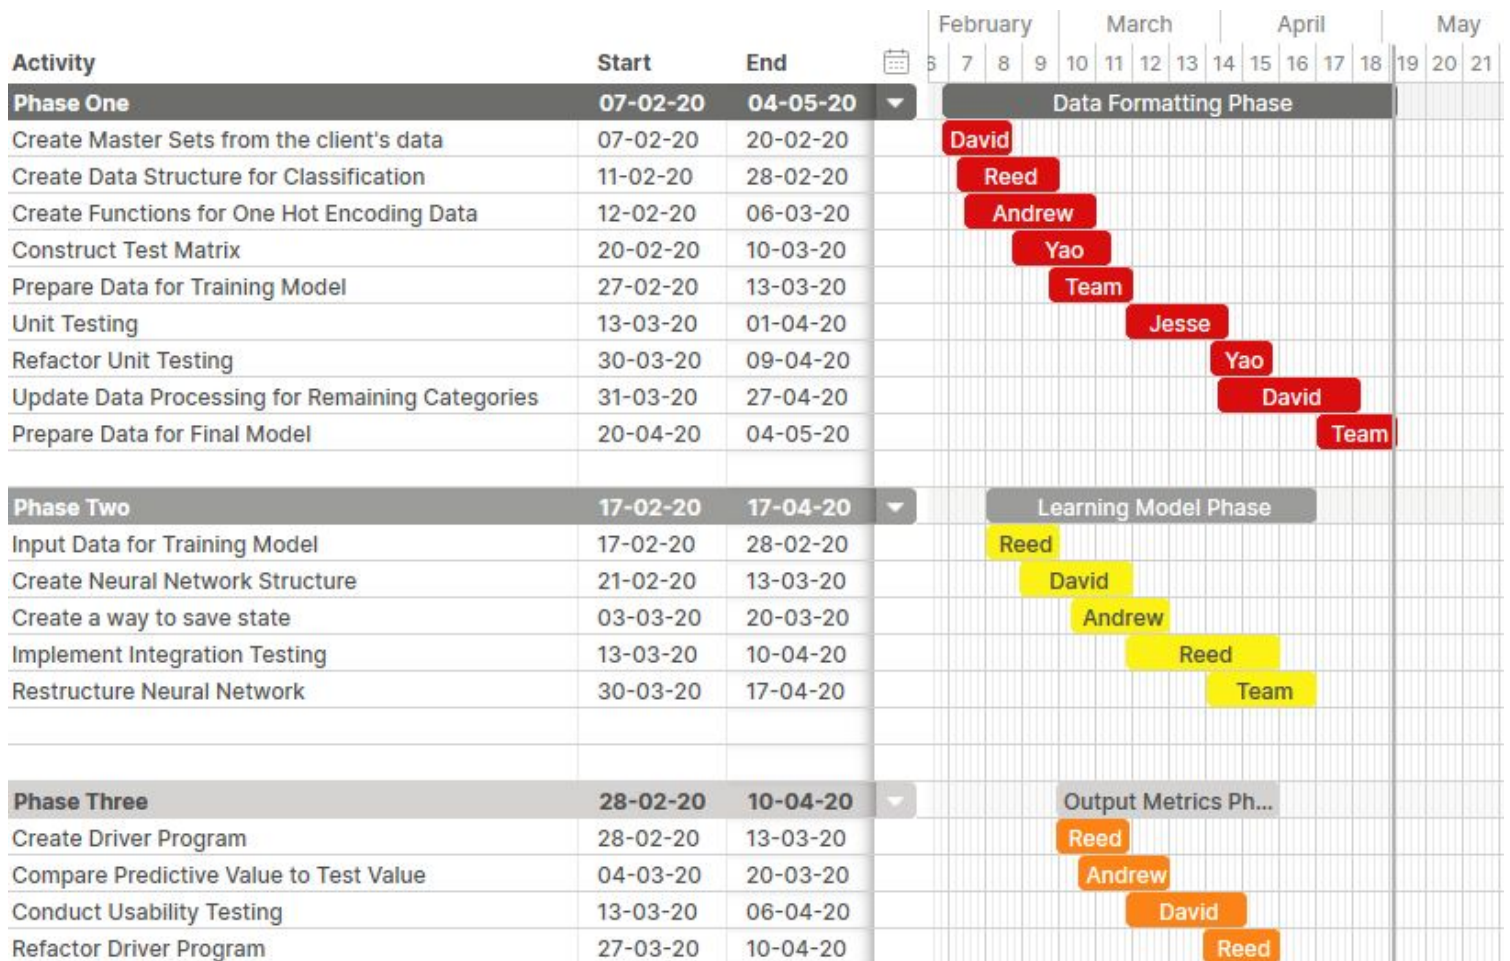 February March April May
Activity Start End 6 7 8 9 10 11 12 13 14 15 16 17 18 19 20 21
Phase One 07-02-20 04-05-20 Data Formatting Phase
Create Master Sets from the client's data 07-02-20 20-02-20 David
Create Data Structure for Classification 11-02-20 28-02-20 Reed
Create Functions for One Hot Encoding Data 12-02-20 06-03-20 Andrew
Construct Test Matrix 20-02-20 10-03-20 Yao
Prepare Data for Training Model 27-02-20 13-03-20 Team
Unit Testing 13-03-20 01-04-20 Jesse
Refactor Unit Testing 30-03-20 09-04-20 Yao
Update Data Processing for Remaining Categories 31-03-20 27-04-20 David
Prepare Data for Final Model 20-04-20 04-05-20 Team
Phase Two 17-02-20 17-04-20 Learning Model Phase
Input Data for Training Model 17-02-20 28-02-20 Reed
Create Neural Network Structure 21-02-20 13-03-20 David
Create a way to save state 03-03-20 20-03-20 Andrew
Implement Integration Testing 13-03-20 10-04-20 Reed
Restructure Neural Network 30-03-20 17-04-20 Team
Phase Three 28-02-20 10-04-20 Output Metrics Ph...
Create Driver Program 28-02-20 13-03-20 Reed
Compare Predictive Value to Test Value 04-03-20 20-03-20 Andrew
Conduct Usability Testing 13-03-20 06-04-20 David
Refactor Driver Program 27-03-20 10-04-20 Reed